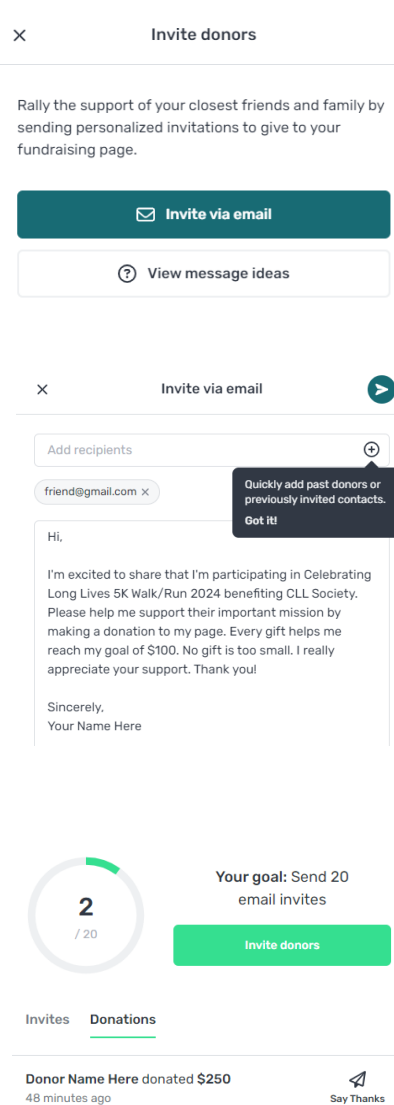 Invite donors
Rally the support of your closest friends and family by
sending personalized invitations to give to your
fundraising page.
Invite via email
View message ideas
Invite via email
Add recipients
friend@gmail.com
Quickly add past donors or
previously invited contacts.
Got it!
Hi,
I'm excited to share that I'm participating in Celebrating
Long Lives 5K Walk/Run 2024 benefiting CLL Society.
Please help me support their important mission by
making a donation to my page. Every gift helps me
reach my goal of $100. No gift is too small. I really
appreciate your support. Thank you!
Sincerely,
Your Name Here
2
/ 20
Your goal: Send 20
email invites
Invite donors
Invites Donations
Donor Name Here donated $250
48 minutes ago
Say Thanks